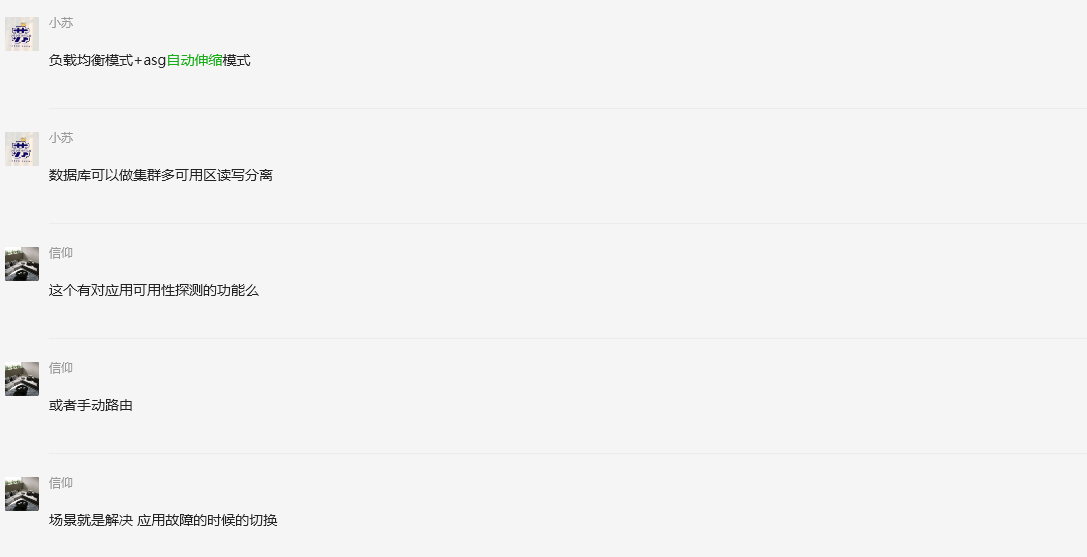 小苏
负载均衡模式+asg自动伸缩模式
小苏
数据库可以做集群多可用区读写分离
信仰
这个有对应用可用性探测的功能么
信仰
或者手动路由
信仰
场景就是解决 应用故障的时候的切换